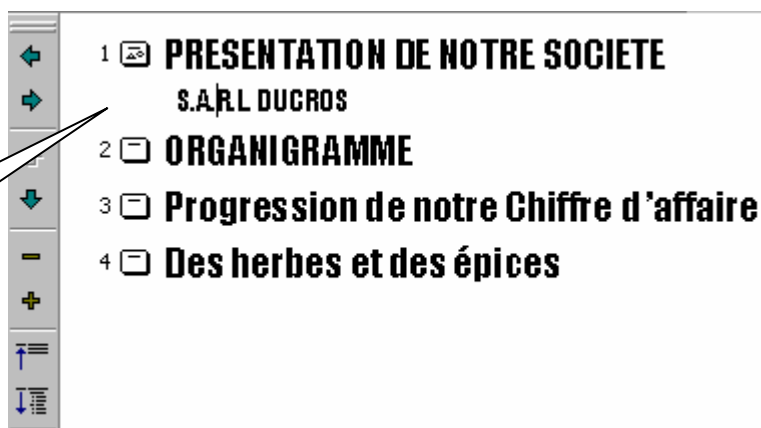 1 PRESENTATION DE NOTRE SOCIETE
S.A.R.L DUCROS
2 ORGANIGRAMME
3 Progression de notre Chiffre d'affaire
4 Des herbes et des épices